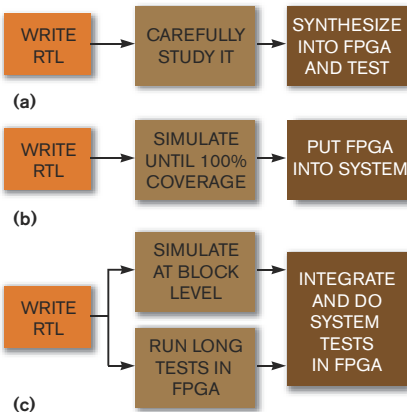 WRITE
RTL
CAREFULLY
STUDY IT
SYNTHESIZE
INTO FPGA
AND TEST
(a)
WRITE
RTL
SIMULATE
UNTIL 100%
COVERAGE
PUT FPGA
INTO SYSTEM
(b)
WRITE
RTL
SIMULATE
AT BLOCK
LEVEL
RUN LONG
TESTS IN
FPGA
INTEGRATE
AND DO
SYSTEM
TESTS
IN FPGA
(c)